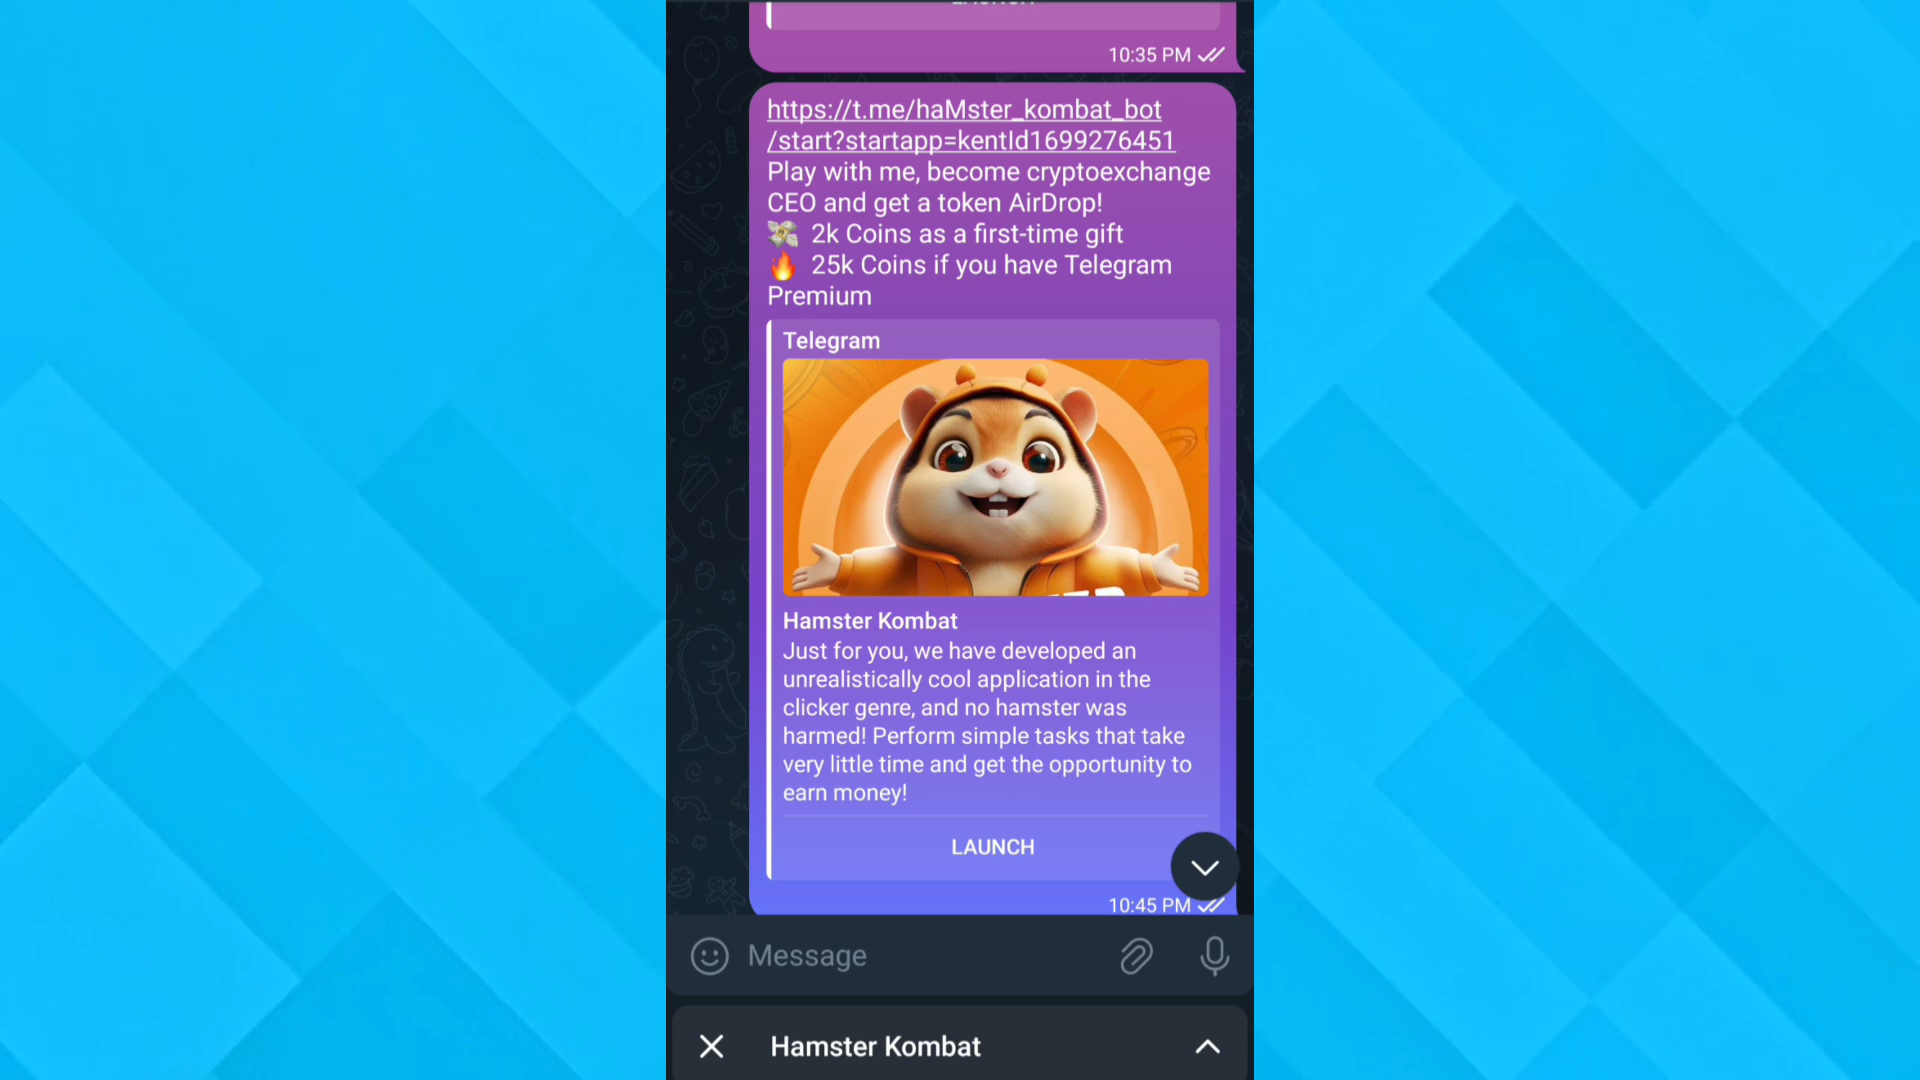 10:35 PM
https://t.me/haMster_kombat_bot
/start?startapp=kentId1699276451
Play with me, become cryptoexchange
CEO and get a token AirDrop!
💸 2k Coins as a first-time gift
🔥 25k Coins if you have Telegram
Premium
Telegram
Hamster Kombat
Just for you, we have developed an
unrealistically cool application in the
clicker genre, and no hamster was
harmed! Perform simple tasks that take
very little time and get the opportunity to
earn money!
LAUNCH
10:45 PM
Message
Hamster Kombat